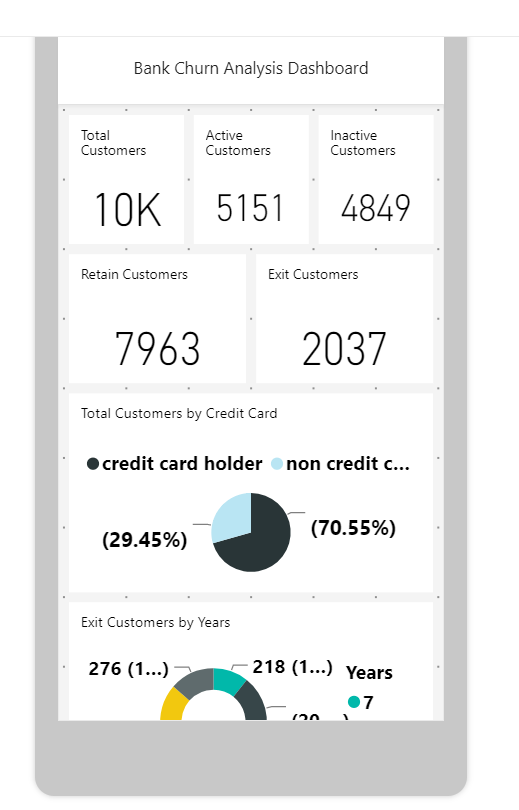 Bank Churn Analysis Dashboard
Total
Customers
Active
Customers
Inactive
Customers
10K
5151
4849
Retain Customers
Exit Customers
7963
2037
Total Customers by Credit Card
credit card holder
non credit c...
(29.45%)
(70.55%)
Exit Customers by Years
276 (1...)
218 (1...)
Years
7